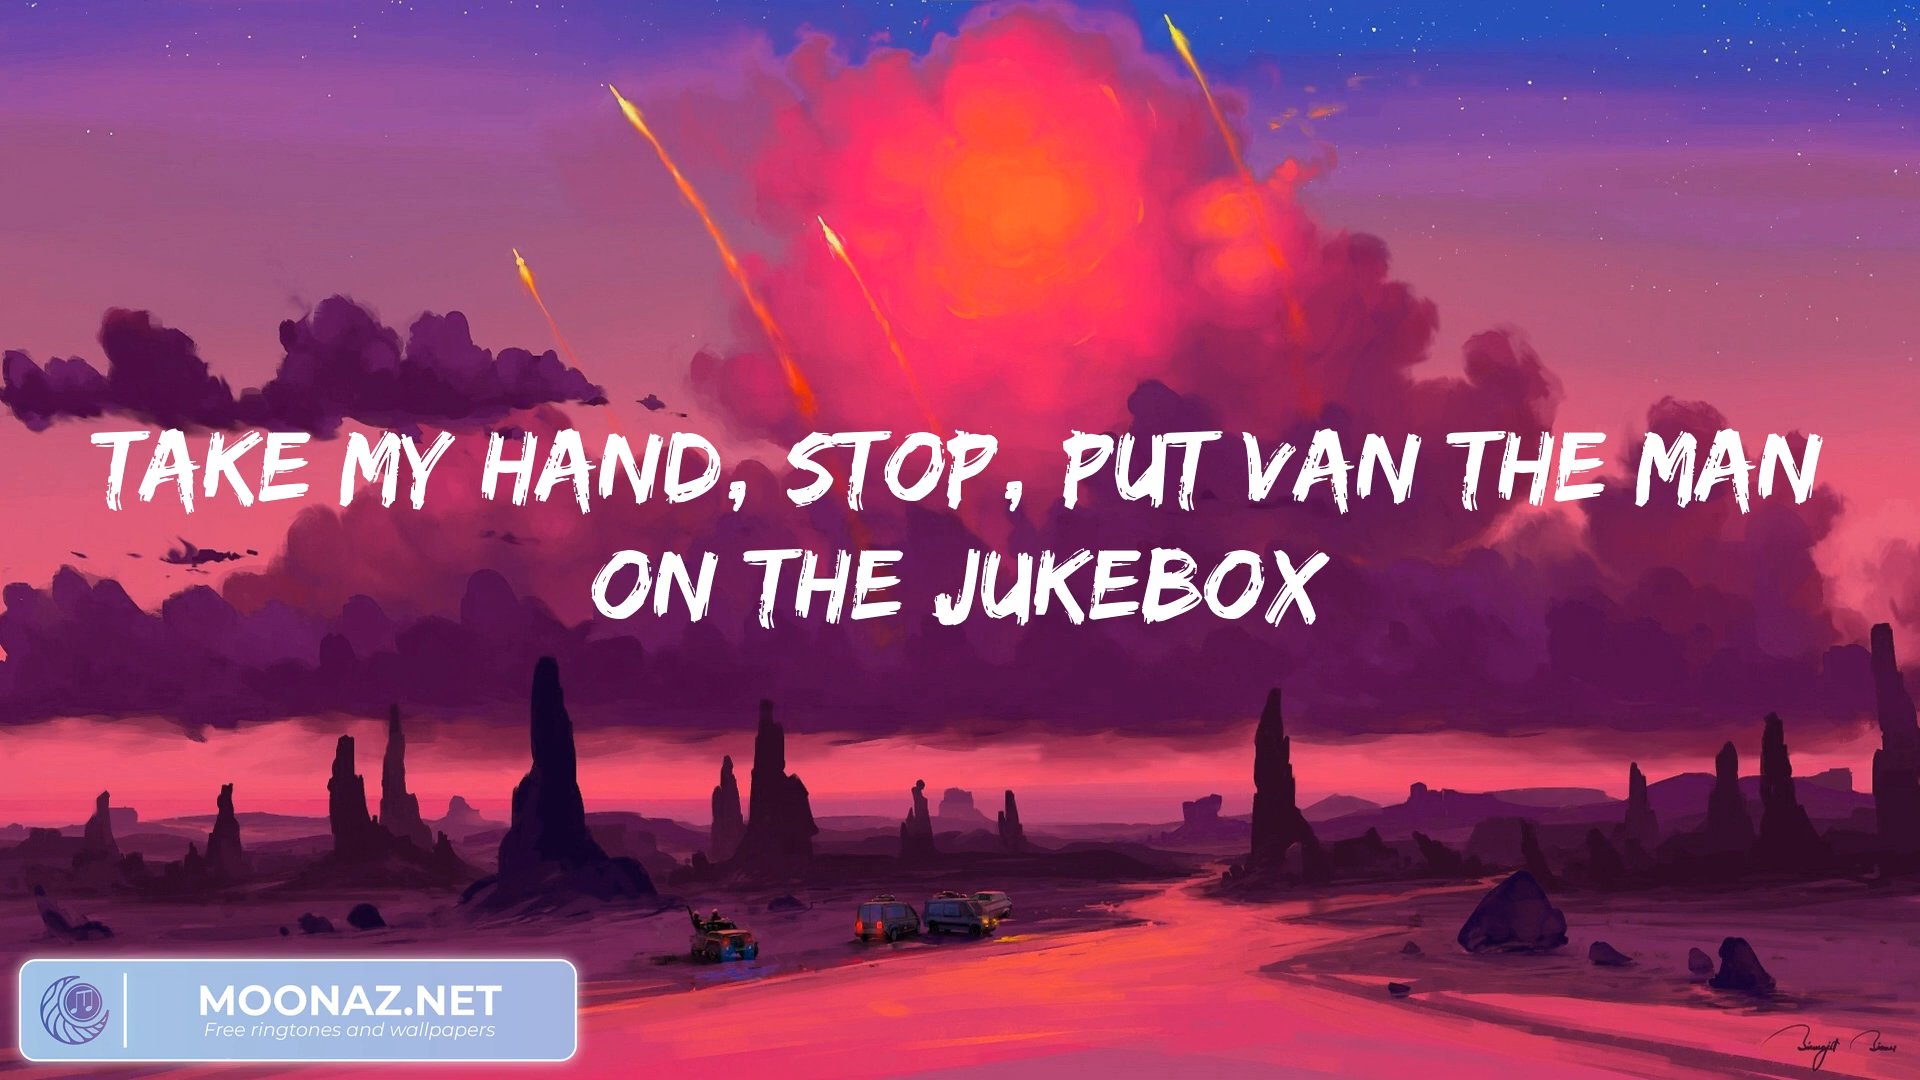 TAKE MY HAND, STOP, PUT VAN THE MAN
ON THE JUKEBOX
MOONAZ.NET
Free ringtones and wallpapers